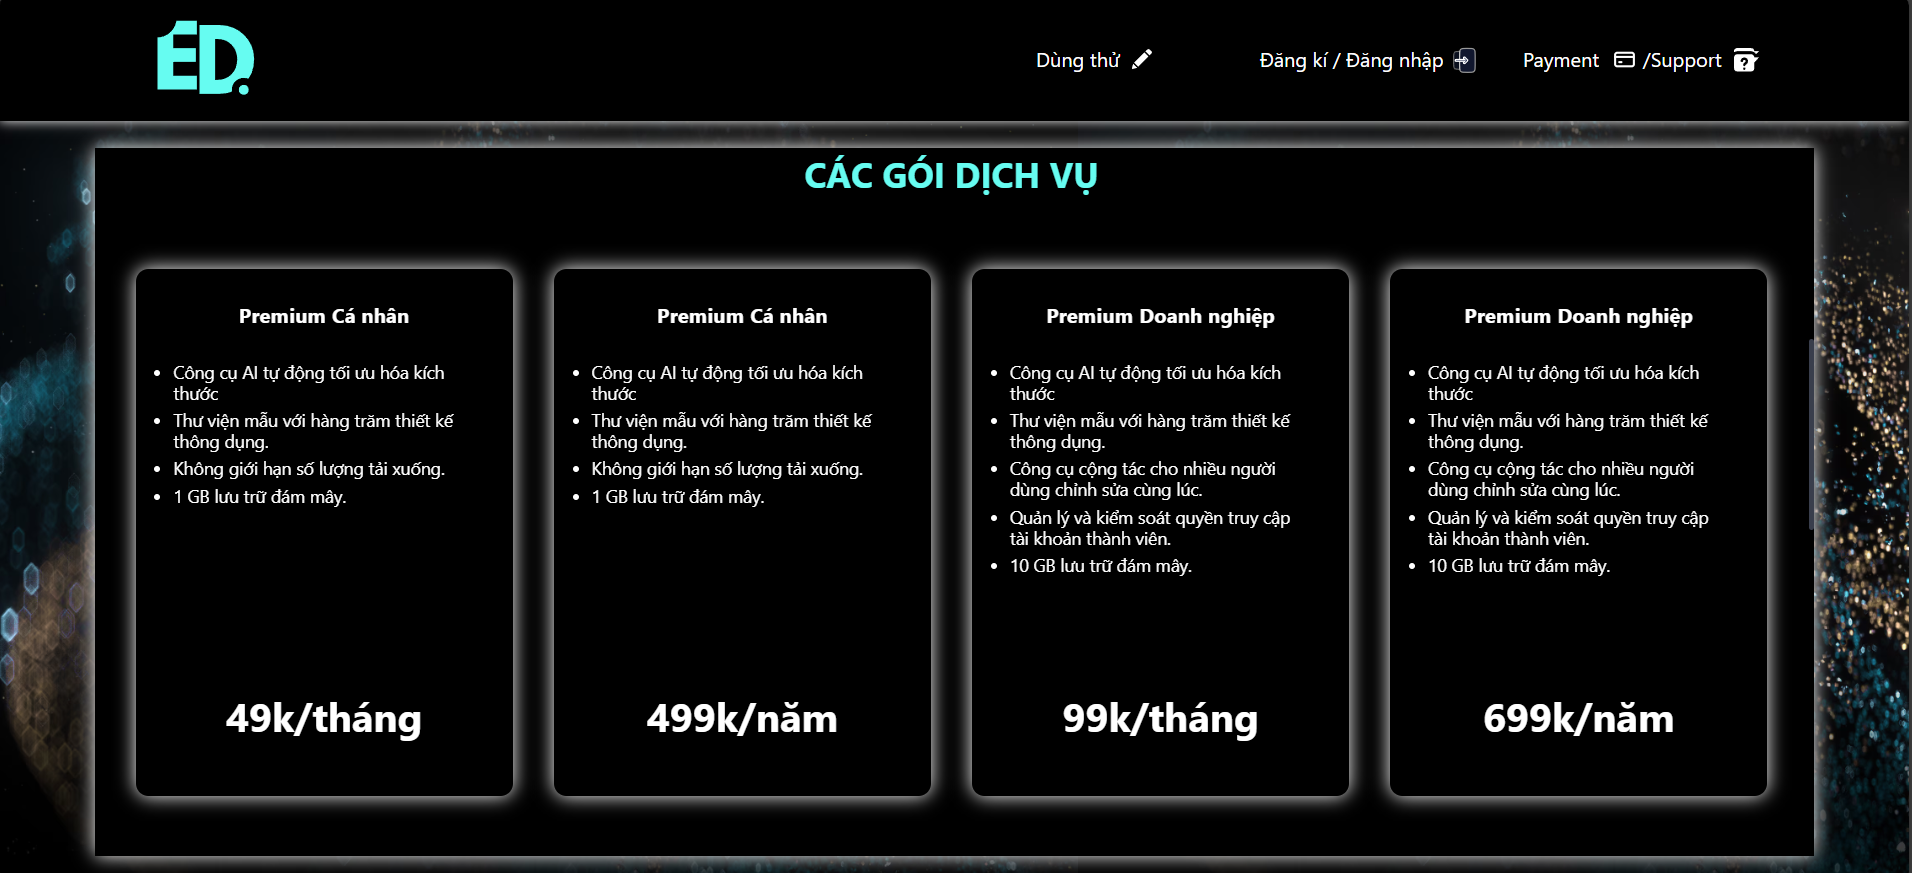 ED.
Dùng thử
Đăng kí / Đăng nhập
Payment /Support
CÁC GÓI DỊCH VỤ
Premium Cá nhân
• Công cụ AI tự động tối ưu hóa kích
thước
• Thư viện mẫu với hàng trăm thiết kế
thông dụng.
• Không giới hạn số lượng tải xuống.
• 1 GB lưu trữ đám mây.
49k/tháng
Premium Cá nhân
• Công cụ AI tự động tối ưu hóa kích
thước
• Thư viện mẫu với hàng trăm thiết kế
thông dụng.
• Không giới hạn số lượng tải xuống.
• 1 GB lưu trữ đám mây.
499k/năm
Premium Doanh nghiệp
• Công cụ AI tự động tối ưu hóa kích
thước
• Thư viện mẫu với hàng trăm thiết kế
thông dụng.
• Công cụ cộng tác cho nhiều người
dùng chỉnh sửa cùng lúc.
• Quản lý và kiểm soát quyền truy cập
tài khoản thành viên.
• 10 GB lưu trữ đám mây.
99k/tháng
Premium Doanh nghiệp
• Công cụ AI tự động tối ưu hóa kích
thước
• Thư viện mẫu với hàng trăm thiết kế
thông dụng.
• Công cụ cộng tác cho nhiều người
dùng chỉnh sửa cùng lúc.
• Quản lý và kiểm soát quyền truy cập
tài khoản thành viên.
• 10 GB lưu trữ đám mây.
699k/năm